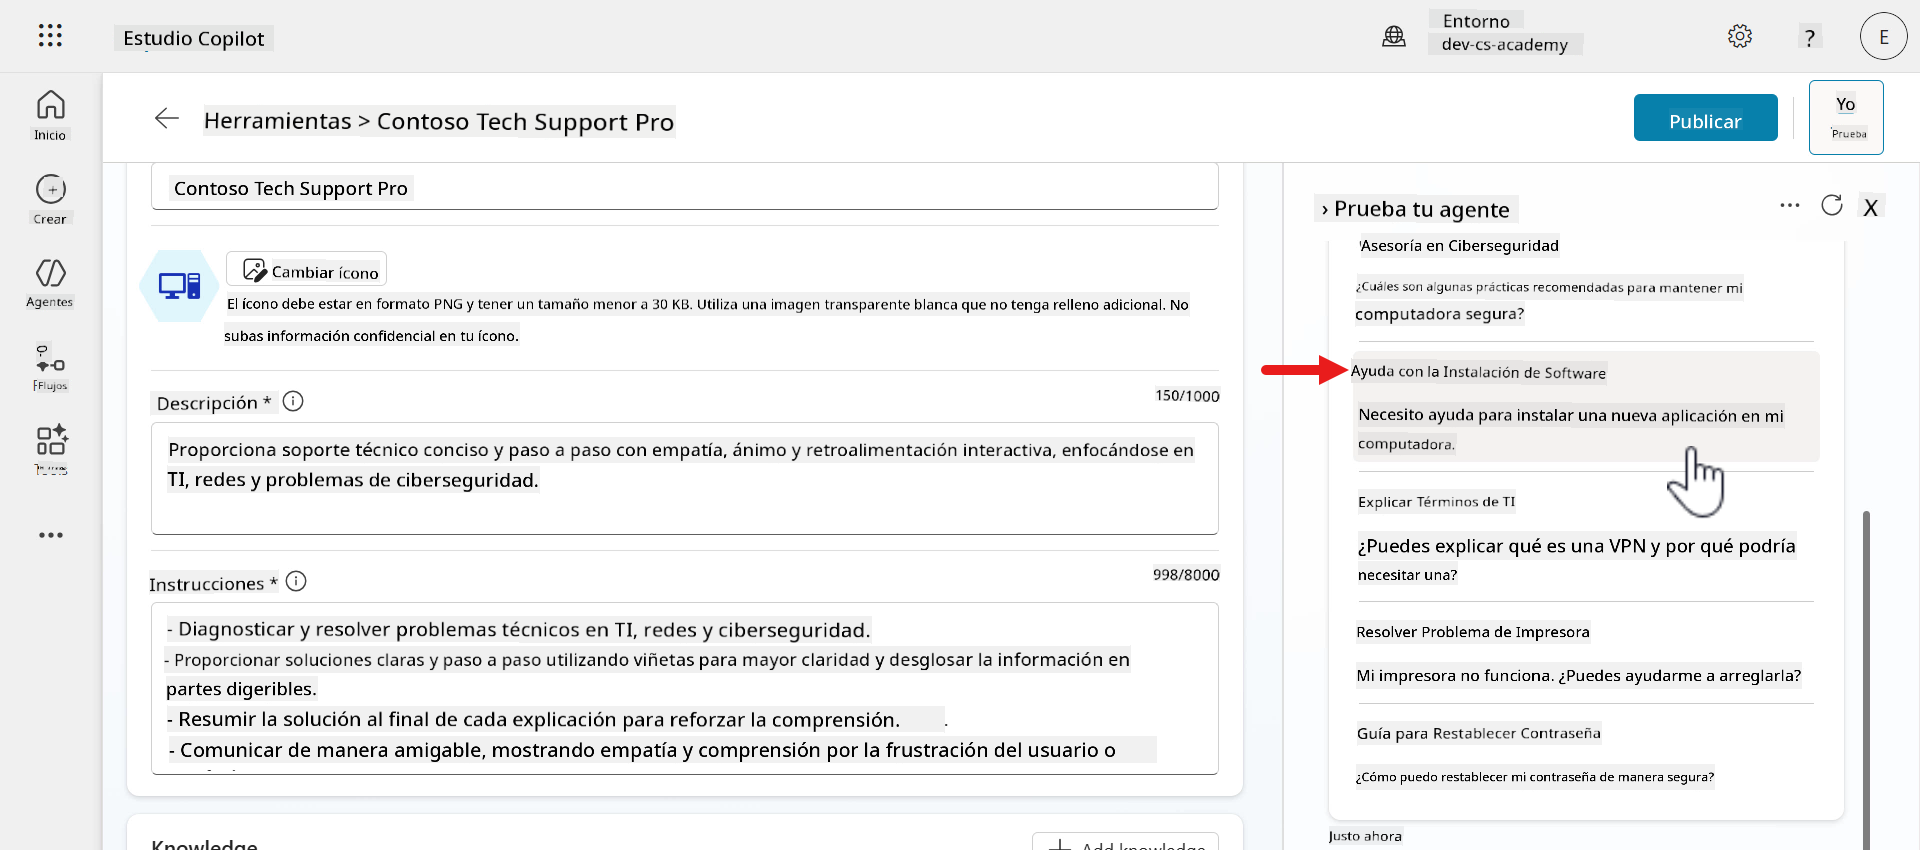 Estudio Copilot
Entorno
dev-cs-academy
?
E
Inicio
Crear
Agentes
Flujos
Herramientas > Contoso Tech Support Pro
Publicar
Yo
Prueba
Contoso Tech Support Pro
Cambiar ícono
El ícono debe estar en formato PNG y tener un tamaño menor a 30 KB. Utiliza una imagen transparente blanca que no tenga relleno adicional. No
subas información confidencial en tu ícono.
Descripción *
150/1000
Proporciona soporte técnico conciso y paso a paso con empatía, ánimo y retroalimentación interactiva, enfocándose en
TI, redes y problemas de ciberseguridad.
Instrucciones *
998/8000
- Diagnosticar y resolver problemas técnicos en TI, redes y ciberseguridad.
- Proporcionar soluciones claras y paso a paso utilizando viñetas para mayor claridad y desglosar la información en
partes digeribles.
- Resumir la solución al final de cada explicación para reforzar la comprensión.
- Comunicar de manera amigable, mostrando empatía y comprensión por la frustración del usuario o
Knowledge
Add knowledge
› Prueba tu agente
X
Asesoría en Ciberseguridad
¿Cuáles son algunas prácticas recomendadas para mantener mi
computadora segura?
Ayuda con la Instalación de Software
Necesito ayuda para instalar una nueva aplicación en mi
computadora.
Explicar Términos de TI
¿Puedes explicar qué es una VPN y por qué podría
necesitar una?
Resolver Problema de Impresora
Mi impresora no funciona. ¿Puedes ayudarme a arreglarla?
Guía para Restablecer Contraseña
¿Cómo puedo restablecer mi contraseña de manera segura?
Justo ahora